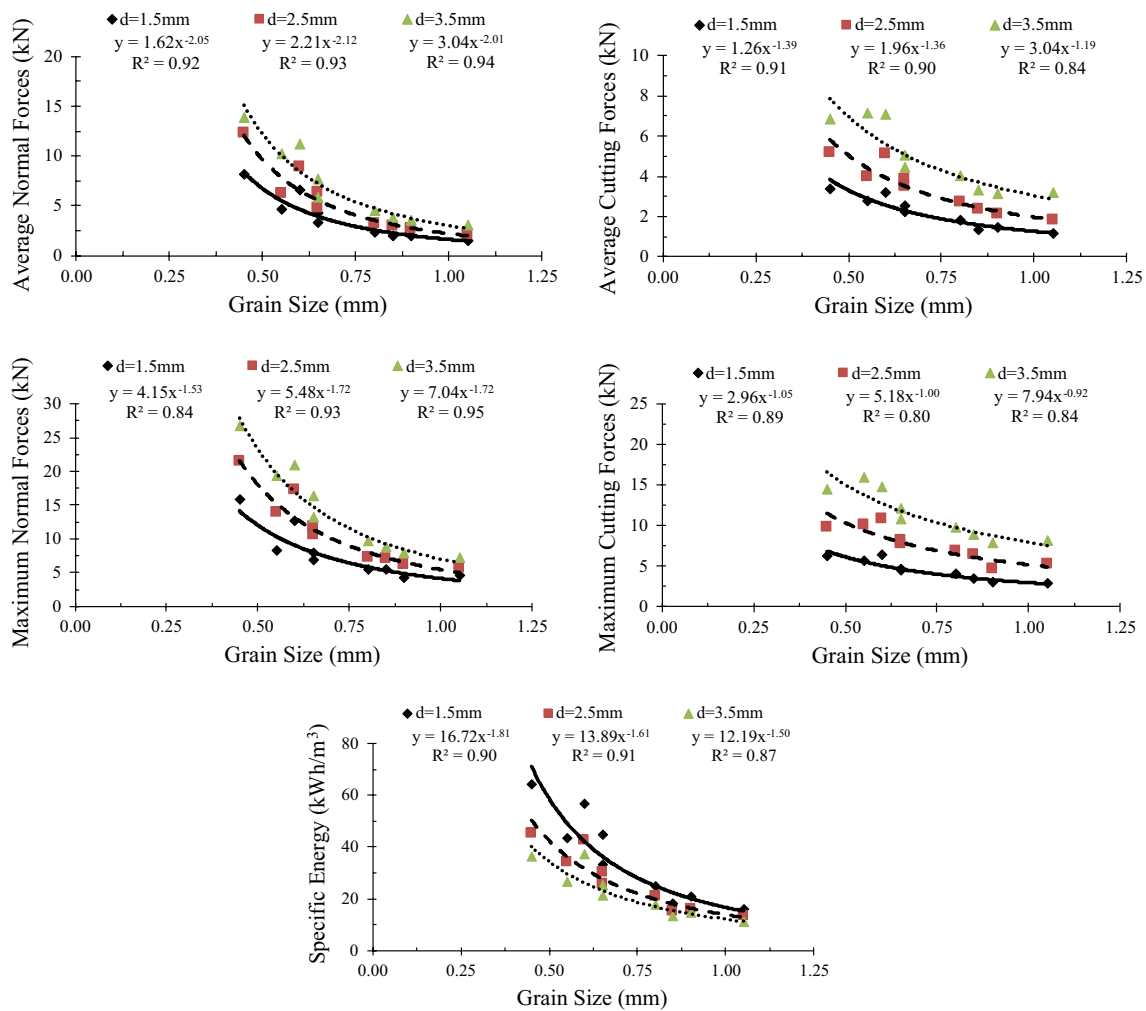 d=1.5mm d=2.5mm d=3.5mm
y = 1.62x-2.05 y = 2.21x-2.12 y = 3.04x-2.01
R² = 0.92 R² = 0.93 R² = 0.94
Average Normal Forces (kN)
20
15
10
5
0
0.00 0.25 0.50 0.75 1.00 1.25
Grain Size (mm)
d=1.5mm d=2.5mm d=3.5mm
y = 1.26x-1.39 y = 1.96x-1.36 y = 3.04x-1.19
R² = 0.91 R² = 0.90 R² = 0.84
Average Cutting Forces (kN)
10
8
6
4
2
0
0.00 0.25 0.50 0.75 1.00 1.25
Grain Size (mm)
d=1.5mm d=2.5mm d=3.5mm
y = 4.15x-1.53 y = 5.48x-1.72 y = 7.04x-1.72
R² = 0.84 R² = 0.93 R² = 0.95
Maximum Normal Forces (kN)
30
25
20
15
10
5
0
0.00 0.25 0.50 0.75 1.00 1.25
Grain Size (mm)
d=1.5mm d=2.5mm d=3.5mm
y = 2.96x-1.05 y = 5.18x-1.00 y = 7.94x-0.92
R² = 0.89 R² = 0.80 R² = 0.84
Maximum Cutting Forces (kN)
25
20
15
10
5
0
0.00 0.25 0.50 0.75 1.00 1.25
Grain Size (mm)
d=1.5mm d=2.5mm d=3.5mm
y = 16.72x-1.81 y = 13.89x-1.61 y = 12.19x-1.50
R² = 0.90 R² = 0.91 R² = 0.87
Specific Energy (kWh/m³)
80
60
40
20
0
0.00 0.25 0.50 0.75 1.00 1.25
Grain Size (mm)